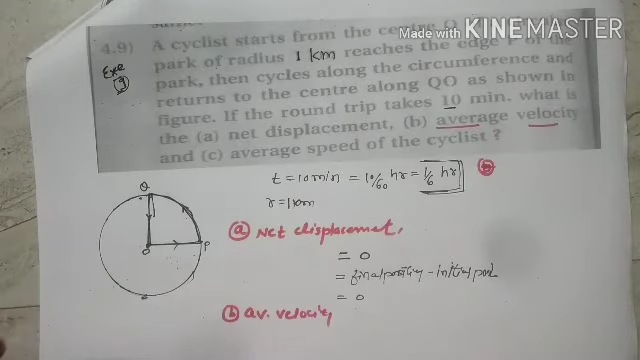 Made with KINEMASTER
4.9) A cyclist starts from the centre O
park of radius 1 km reaches the edge P of the
park, then cycles along the circumference and
returns to the centre along QO as shown in
figure. If the round trip takes 10 min. what is
the (a) net displacement, (b) average velocity
and (c) average speed of the cyclist ?
Exe
9
t = 10 min = 10/60 hr = 1/6 hr
r = 1 km
Q
O
P
(a) Net displacement,
= 0
= final position - initial
= 0
(b) av. velocity